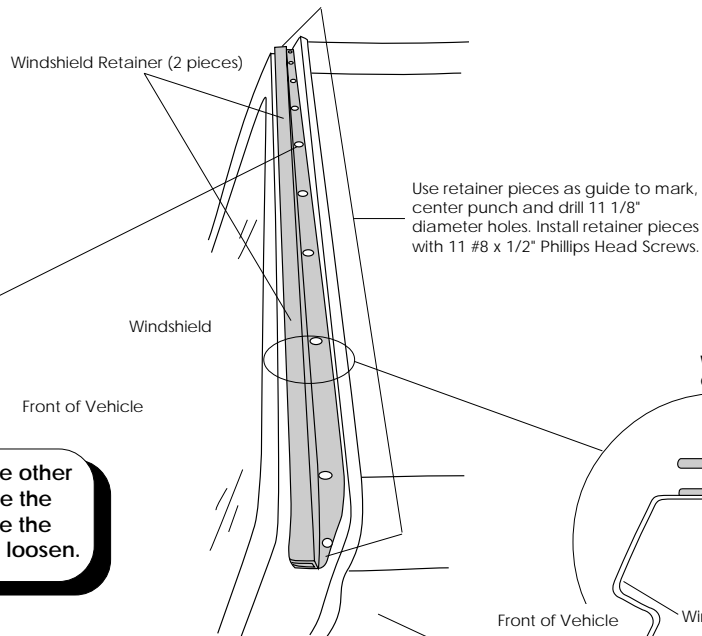 Windshield Retainer (2 pieces)
Use retainer pieces as guide to mark,
center punch and drill 11 1/8"
diameter holes. Install retainer pieces
with 11 #8 x 1/2" Phillips Head Screws.
Windshield
Front of Vehicle
other
the
the
loosen.
Front of Vehicle